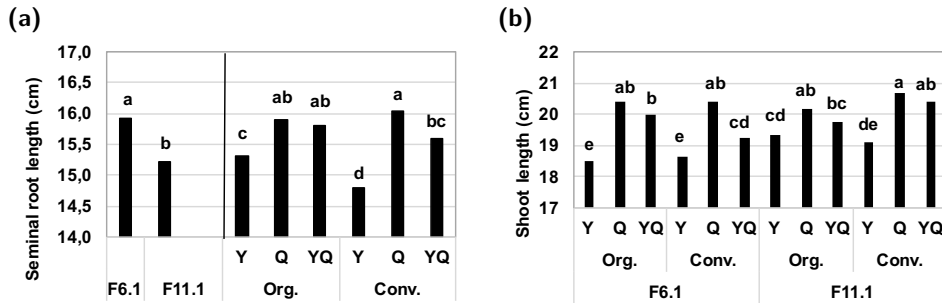 (a)
Seminal root length (cm)
17,0
16,5
16,0
15,5
15,0
14,5
14,0
a
b
c
ab
ab
d
a
bc
Y Q YQ Y Q YQ
F6.1 F11.1 Org. Conv.
(b)
Shoot length (cm)
22
21
20
19
18
17
e
ab
b
e
ab
cd
cd
ab
bc
de
a
ab
Y Q YQ Y Q YQ Y Q YQ Y Q YQ
Org. Conv. Org. Conv.
F6.1 F11.1